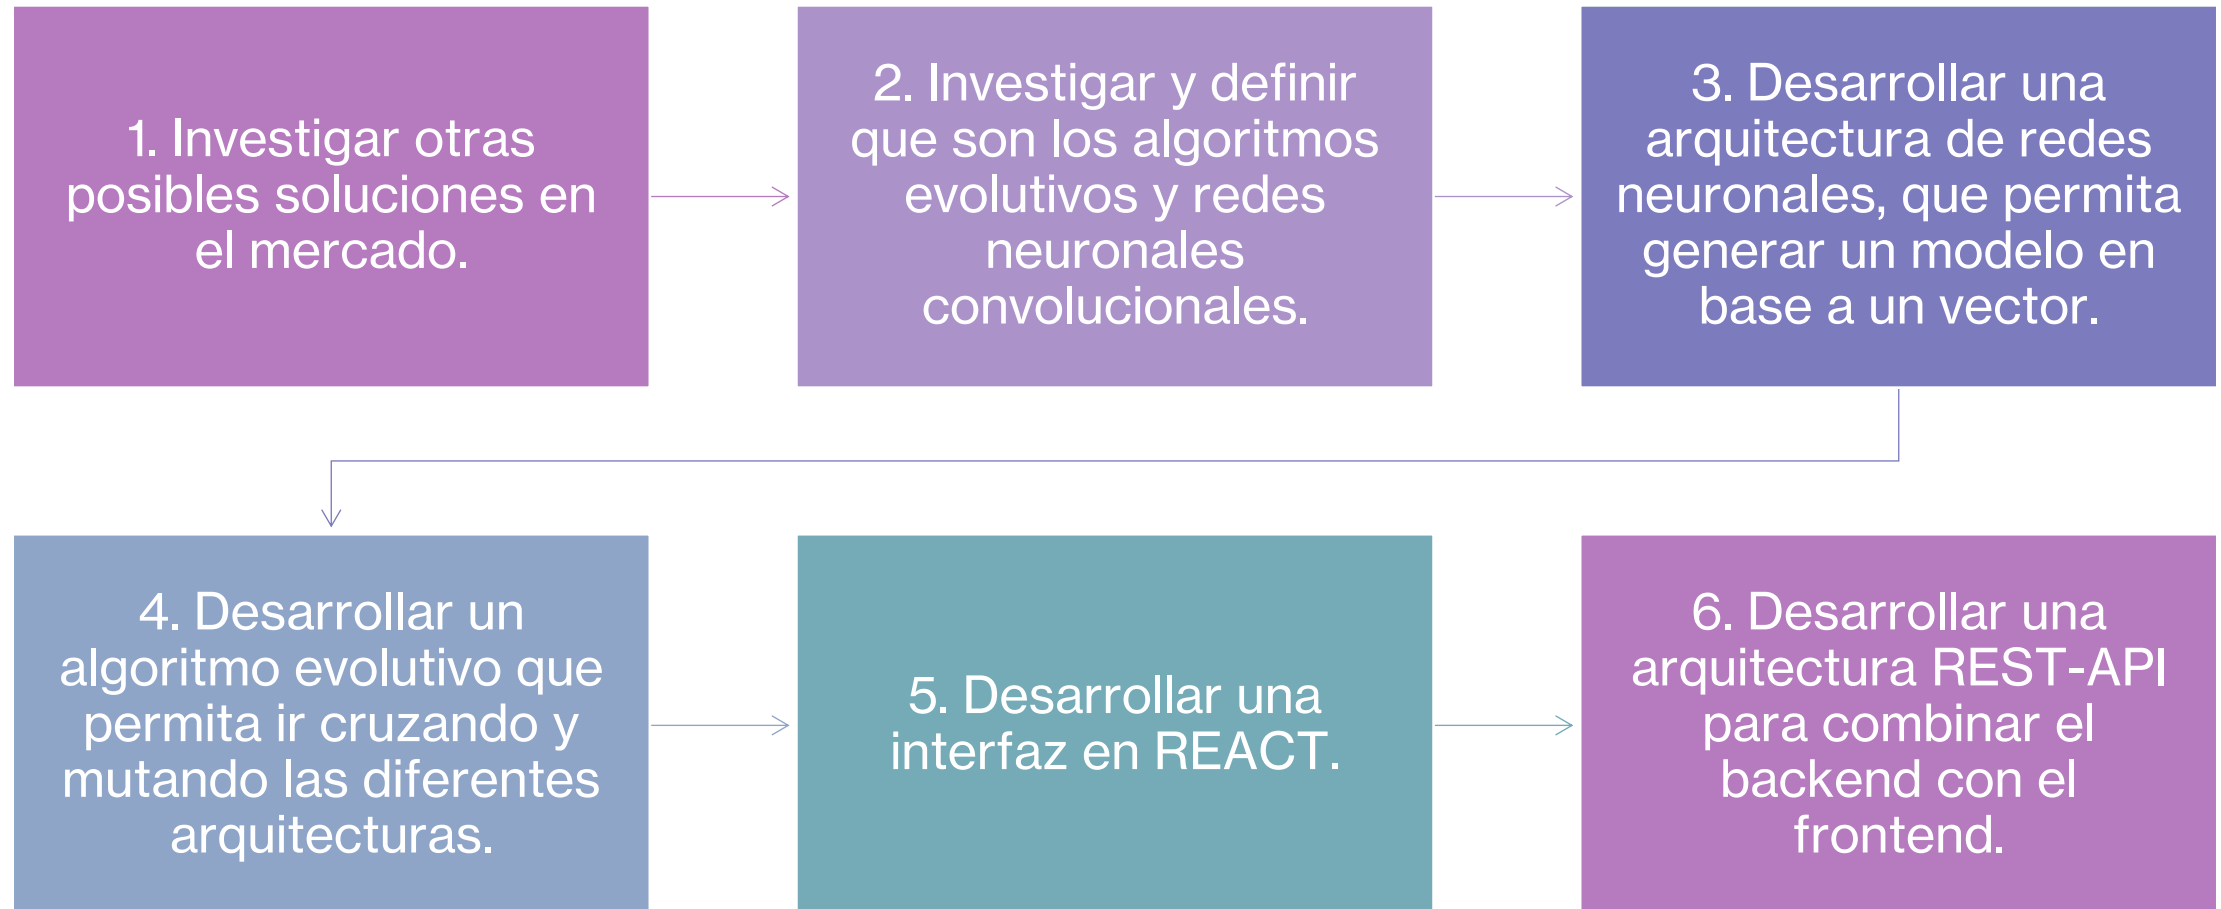 1. Investigar otras
posibles soluciones en
el mercado.
2. Investigar y definir
que son los algoritmos
evolutivos y redes
neuronales
convolucionales.
3. Desarrollar una
arquitectura de redes
neuronales, que permita
generar un modelo en
base a un vector.
4. Desarrollar un
algoritmo evolutivo que
permita ir cruzando y
mutando las diferentes
arquitecturas.
5. Desarrollar una
interfaz en REACT.
6. Desarrollar una
arquitectura REST-API
para combinar el
backend con el
frontend.